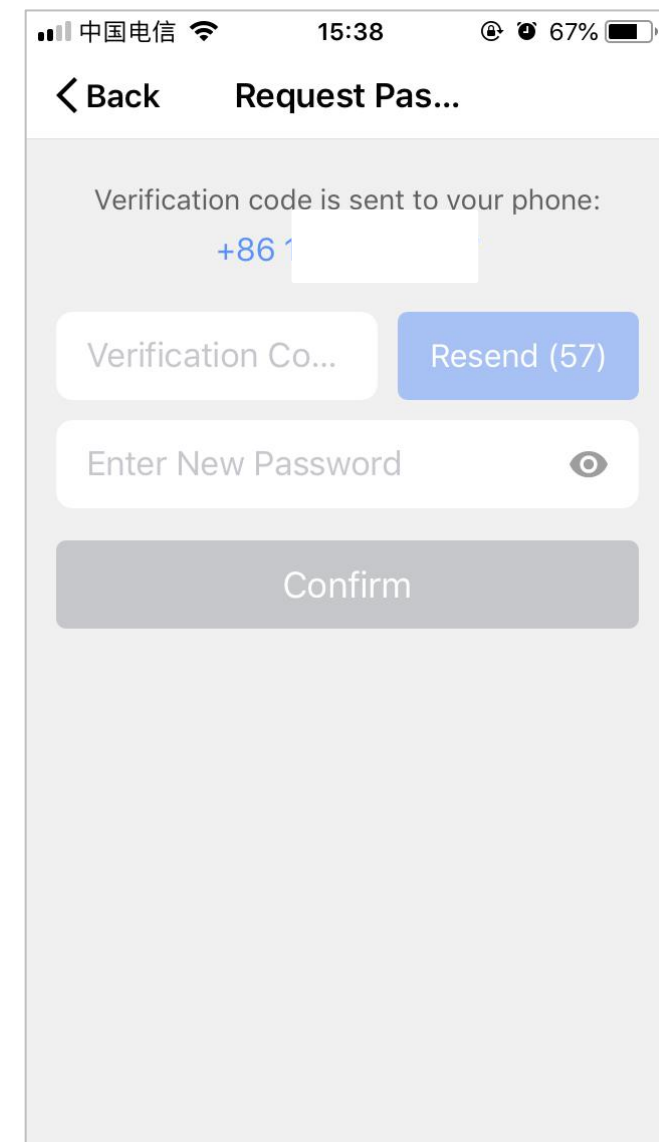 中国电信 15:38 67%
Back Request Pas...
Verification code is sent to your phone:
+86 1
Verification Co... Resend (57)
Enter New Password
Confirm